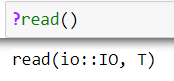 ?read()
read(io::IO, T)